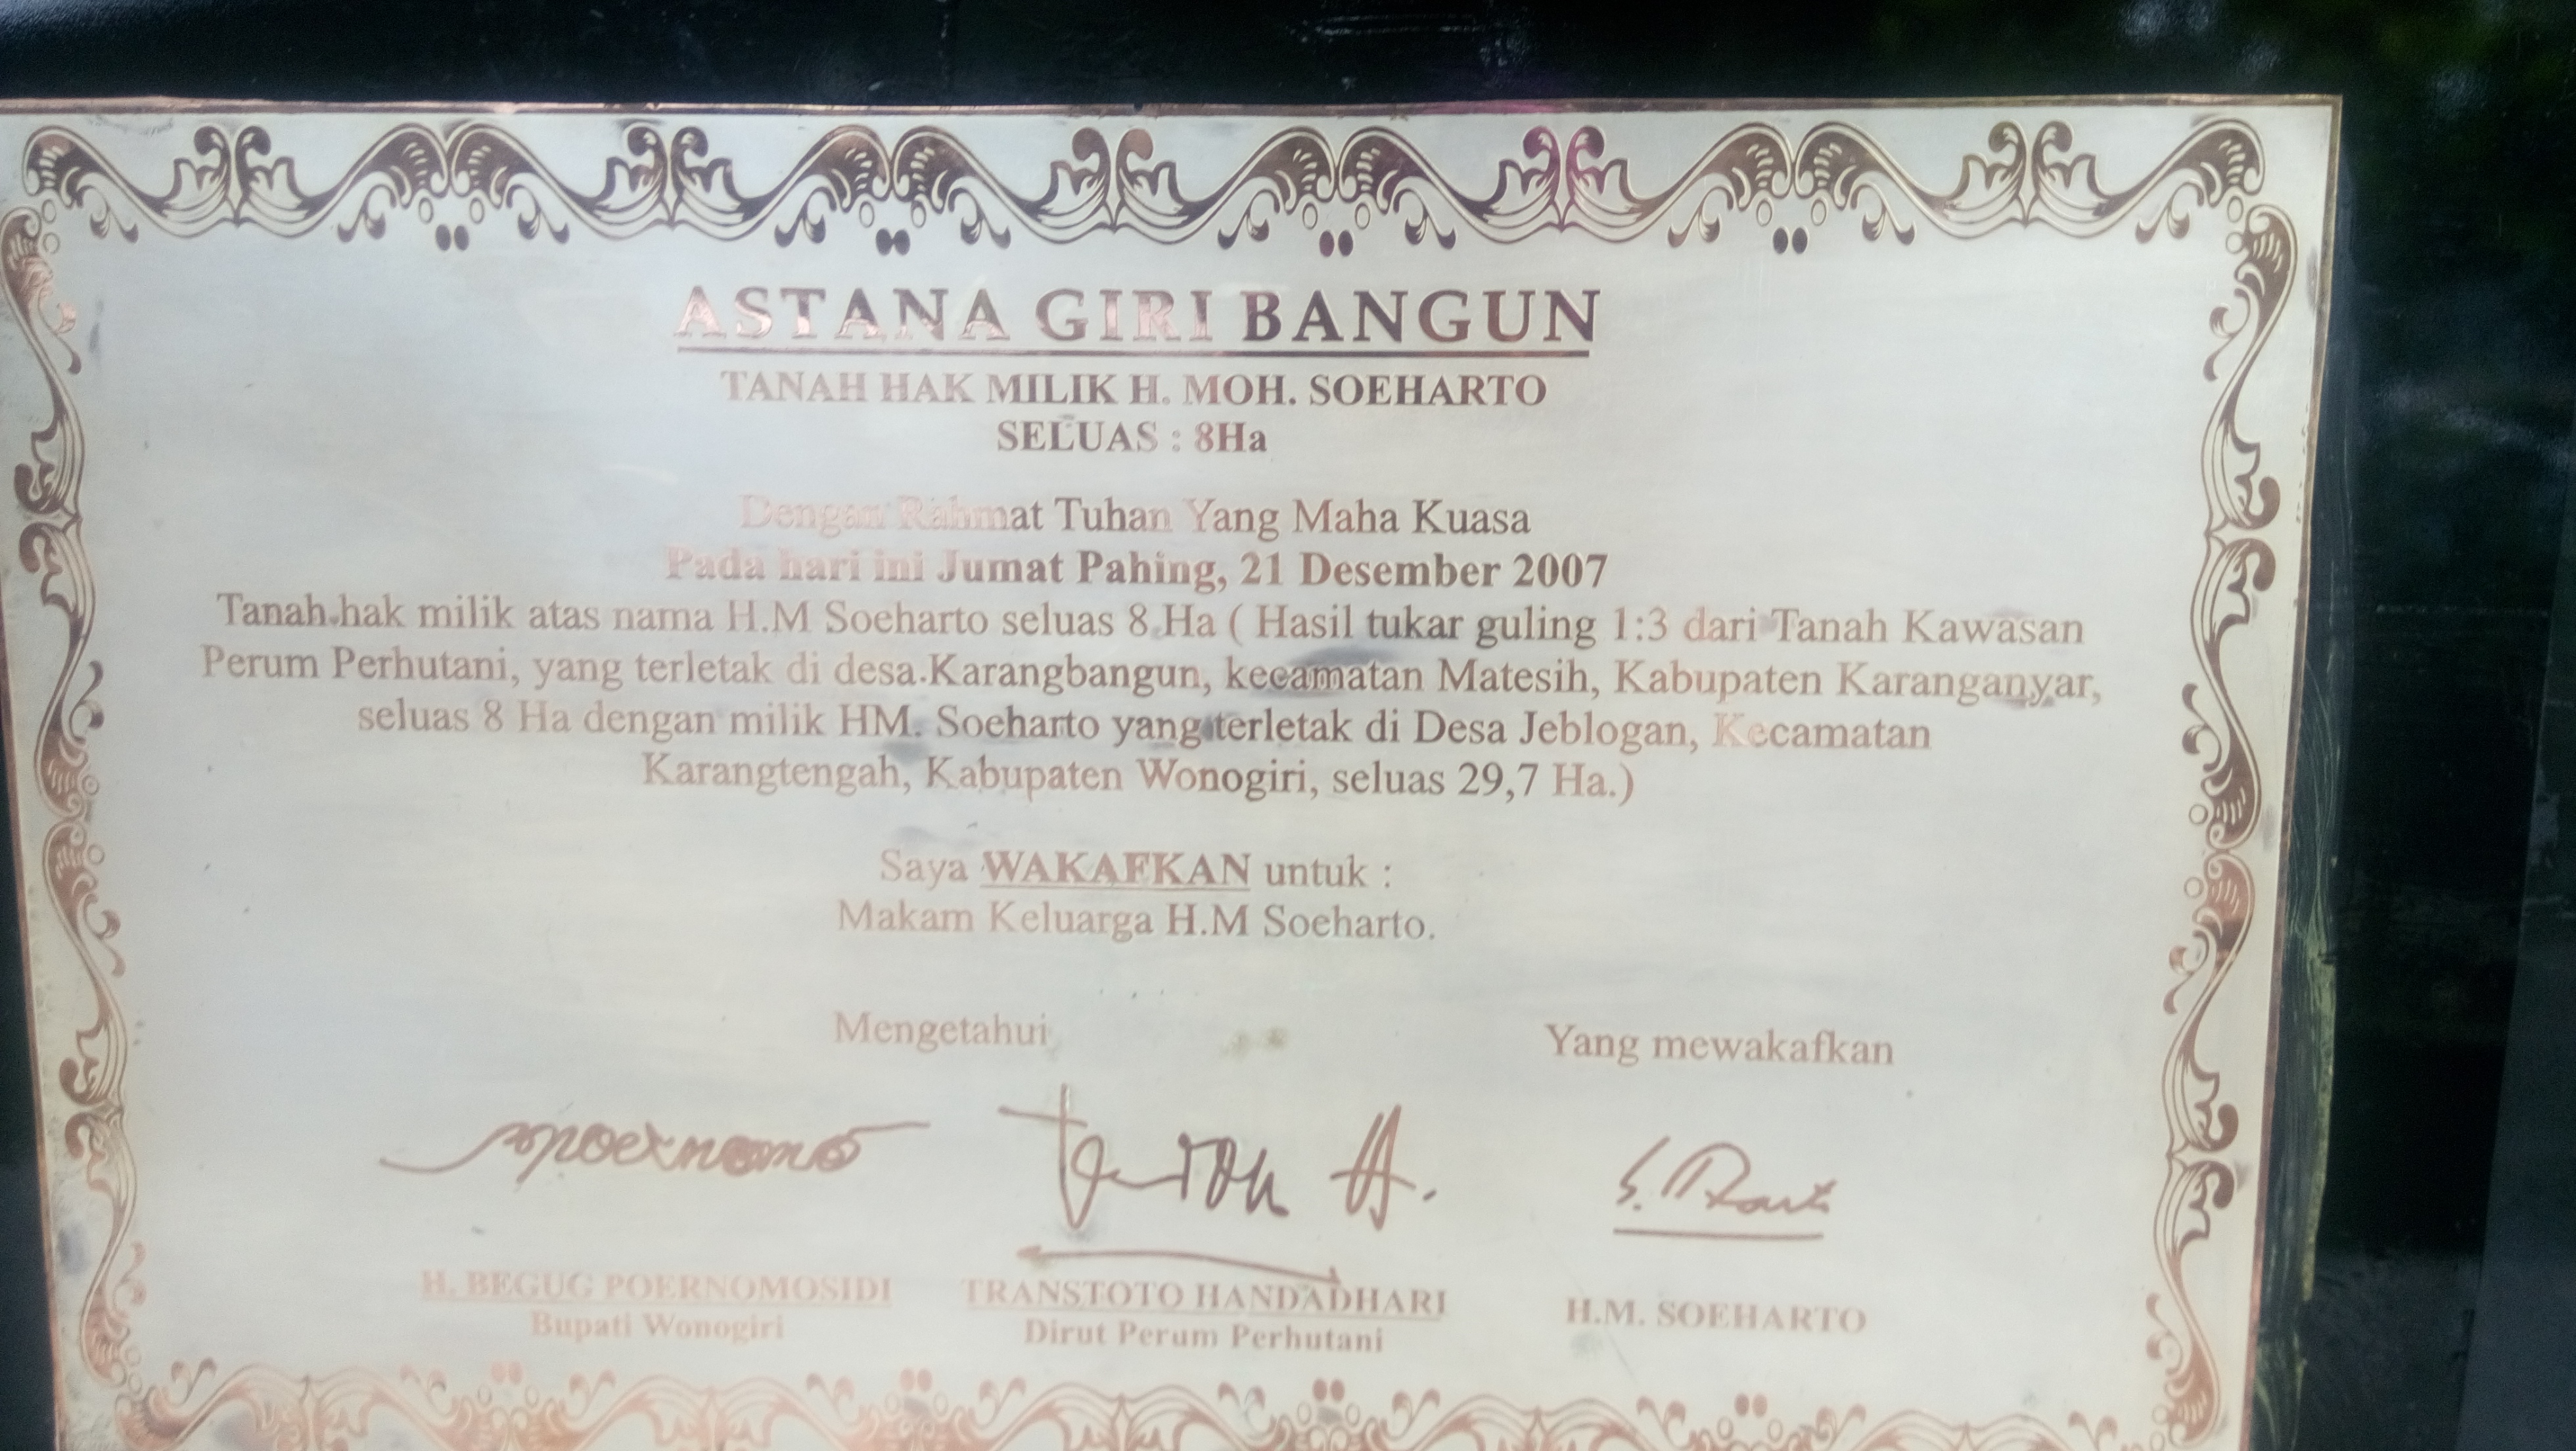 ASTANA GIRI BANGUN
TANAH HAK MILIK H. MOH. SOEHARTO
SELUAS : 8Ha
Dengan Rahmat Tuhan Yang Maha Kuasa
Pada hari ini Jumat Pahing, 21 Desember 2007
Tanah hak milik atas nama H.M Soeharto seluas 8 Ha ( Hasil tukar guling 1:3 dari Tanah Kawasan
Perum Perhutani, yang terletak di desa Karangbangun, kecamatan Matesih, Kabupaten Karanganyar,
seluas 8 Ha dengan milik HM. Soeharto yang terletak di Desa Jeblogan, Kecamatan
Karangtengah, Kabupaten Wonogiri, seluas 29,7 Ha.)
Saya WAKAFKAN untuk :
Makam Keluarga H.M Soeharto.
Mengetahui Yang mewakafkan
H. BEGUG POERNOMOSIDI TRANSTOTO HANDADHARI H.M. SOEHARTO
Bupati Wonogiri Dirut Perum Perhutani